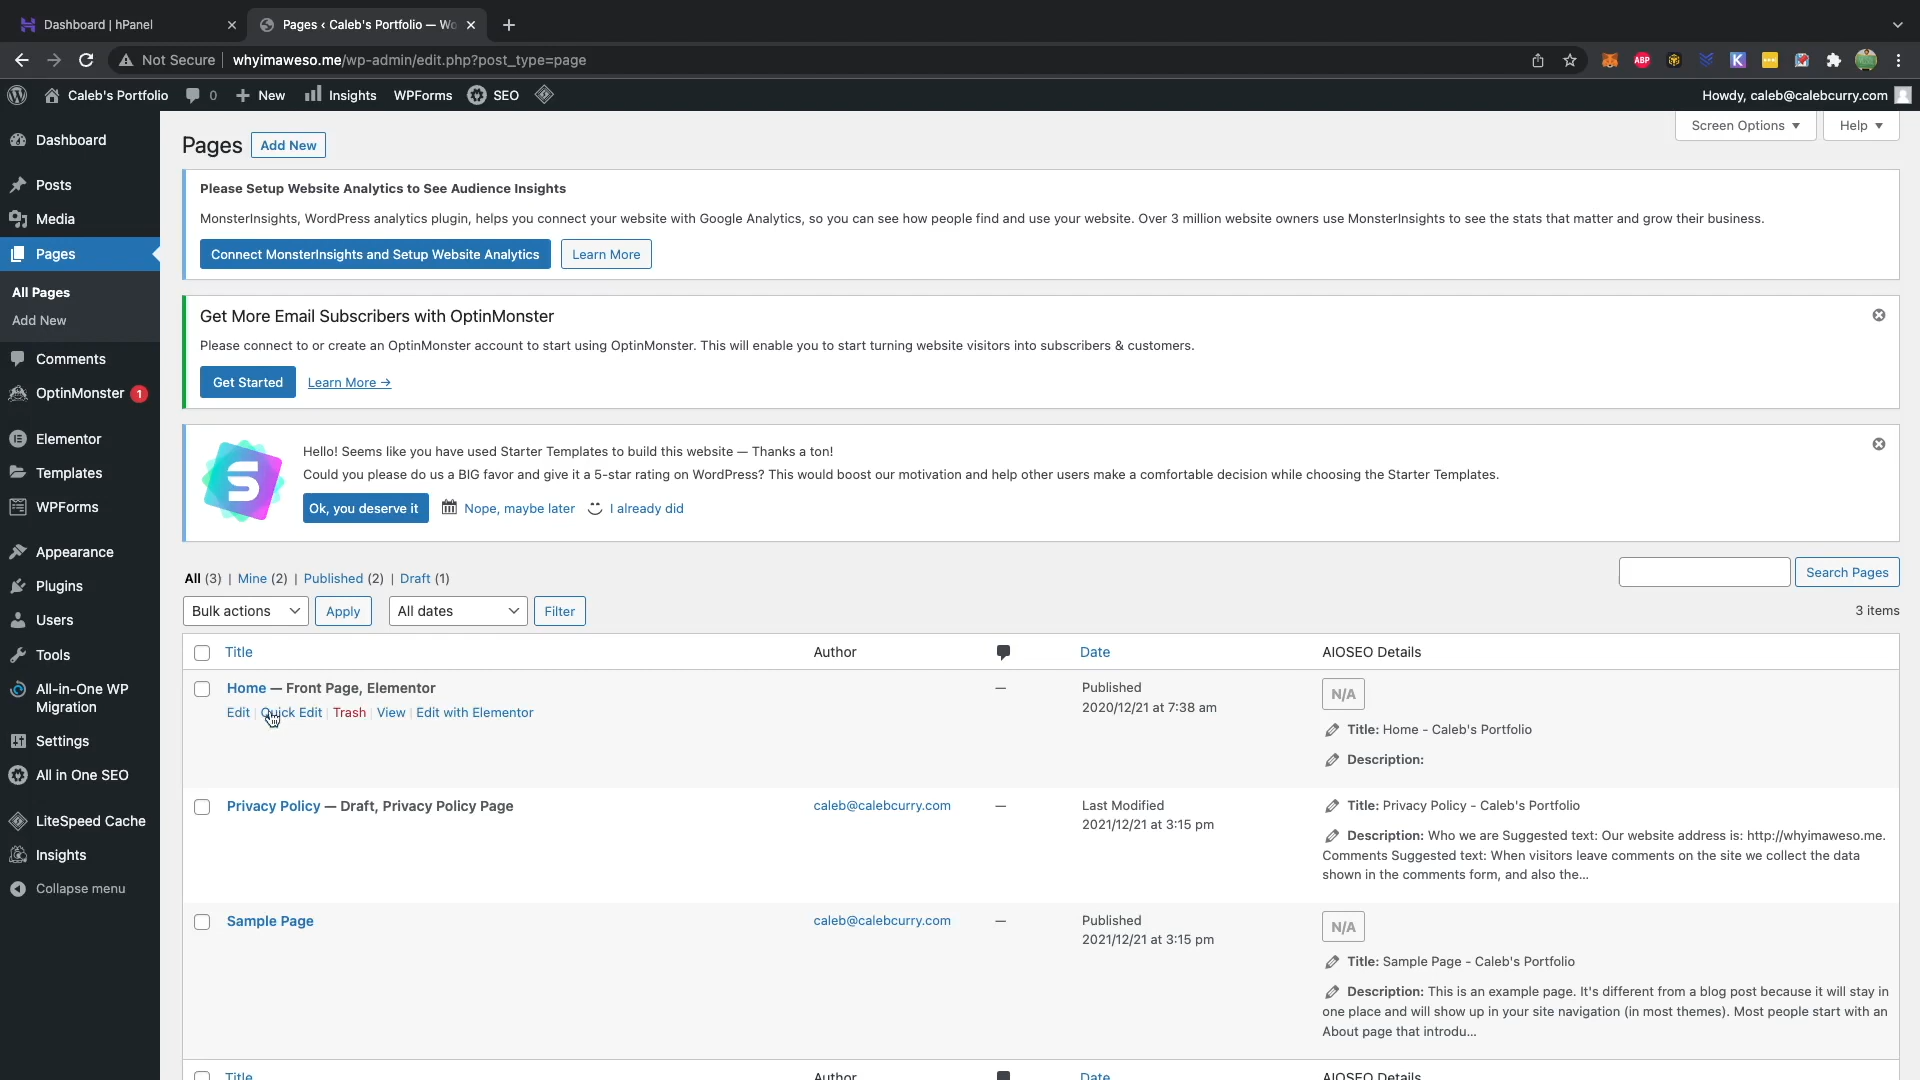 Dashboard | hPanel
Pages ‹ Caleb's Portfolio — Wo
Not Secure | whyimaweso.me/wp-admin/edit.php?post_type=page
ABP
K
Caleb's Portfolio
0
New
Insights
WPForms
SEO
Howdy, caleb@calebcurry.com
Dashboard
Posts
Media
Pages
All Pages
Add New
Comments
OptinMonster 1
Elementor
Templates
WPForms
Appearance
Plugins
Users
Tools
All-in-One WP
Migration
Settings
All in One SEO
LiteSpeed Cache
Insights
Collapse menu
Screen Options
Help
Pages
Add New
Please Setup Website Analytics to See Audience Insights
MonsterInsights, WordPress analytics plugin, helps you connect your website with Google Analytics, so you can see how people find and use your website. Over 3 million website owners use MonsterInsights to see the stats that matter and grow their business.
Connect MonsterInsights and Setup Website Analytics
Learn More
Get More Email Subscribers with OptinMonster
Please connect to or create an OptinMonster account to start using OptinMonster. This will enable you to start turning website visitors into subscribers & customers.
Get Started
Learn More →
S
Hello! Seems like you have used Starter Templates to build this website — Thanks a ton!
Could you please do us a BIG favor and give it a 5-star rating on WordPress? This would boost our motivation and help other users make a comfortable decision while choosing the Starter Templates.
Ok, you deserve it
Nope, maybe later
I already did
All (3) | Mine (2) | Published (2) | Draft (1)
Search Pages
Bulk actions
Apply
All dates
Filter
3 items
Title
Author
Date
AIOSEO Details
Home — Front Page, Elementor
Edit | Quick Edit | Trash | View | Edit with Elementor
—
Published
2020/12/21 at 7:38 am
N/A
Title: Home - Caleb's Portfolio
Description:
Privacy Policy — Draft, Privacy Policy Page
caleb@calebcurry.com
—
Last Modified
2021/12/21 at 3:15 pm
Title: Privacy Policy - Caleb's Portfolio
Description: Who we are Suggested text: Our website address is: http://whyimaweso.me.
Comments Suggested text: When visitors leave comments on the site we collect the data
shown in the comments form, and also the...
Sample Page
caleb@calebcurry.com
—
Published
2021/12/21 at 3:15 pm
N/A
Title: Sample Page - Caleb's Portfolio
Description: This is an example page. It's different from a blog post because it will stay in
one place and will show up in your site navigation (in most themes). Most people start with an
About page that introdu...
Title
Author
Date
AIOSEO Details